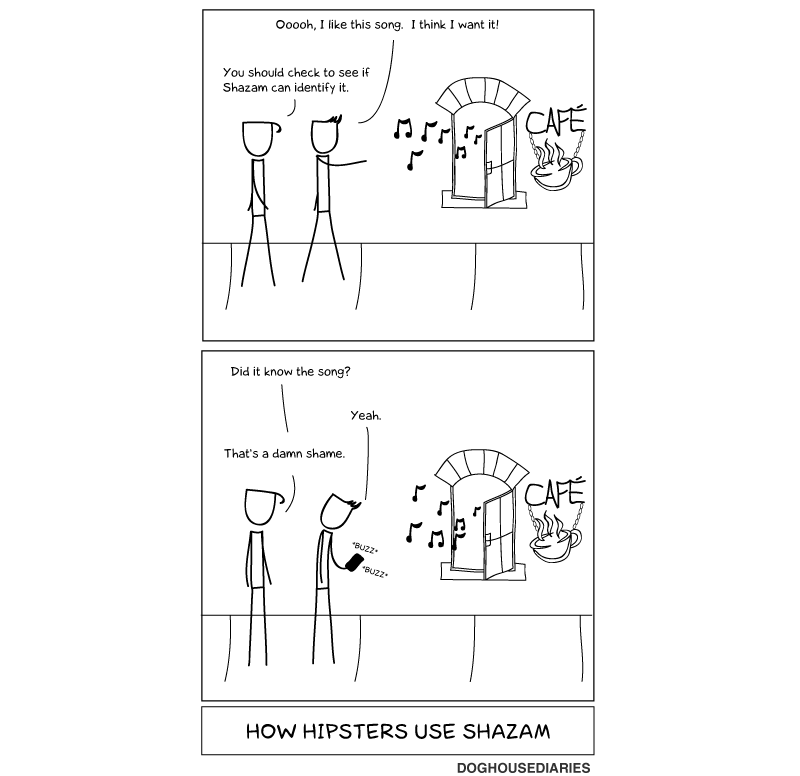 Ooooh, I like this song. I think I want it!
You should check to see if
Shazam can identify it.
CAFÉ
Did it know the song?
Yeah.
That's a damn shame.
CAFÉ
*BUZZ*
*BUZZ*
HOW HIPSTERS USE SHAZAM
DOGHOUSEDIARIES